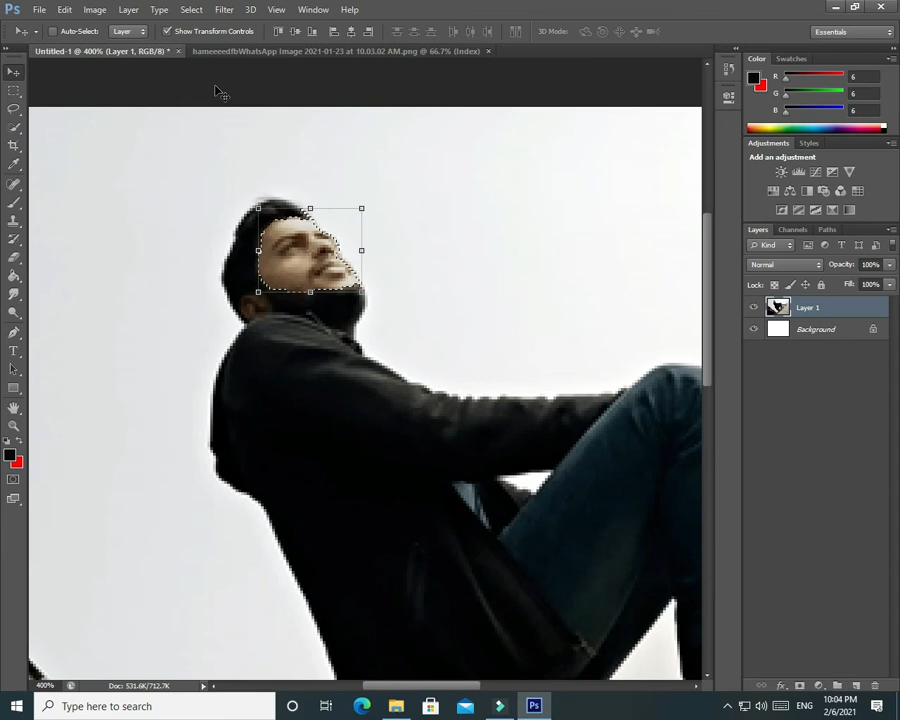 Ps File Edit Image Layer Type Select Filter 3D View Window Help
Auto-Select: Layer Show Transform Controls 3D Mode: Essentials
Untitled-1 @ 400% (Layer 1, RGB/8) * × hameeeedfbWhatsApp Image 2021-01-23 at 10.03.02 AM.png @ 66.7% (Index) ×
Color Swatches
R 6
G 6
B 6
Adjustments Styles
Add an adjustment
Layers Channels Paths
Kind
Normal Opacity: 100%
Lock: Fill: 100%
Layer 1
Background
400% Doc: 531.6K/712.7K
Type here to search
Ps
ENG
10:04 PM
2/6/2021